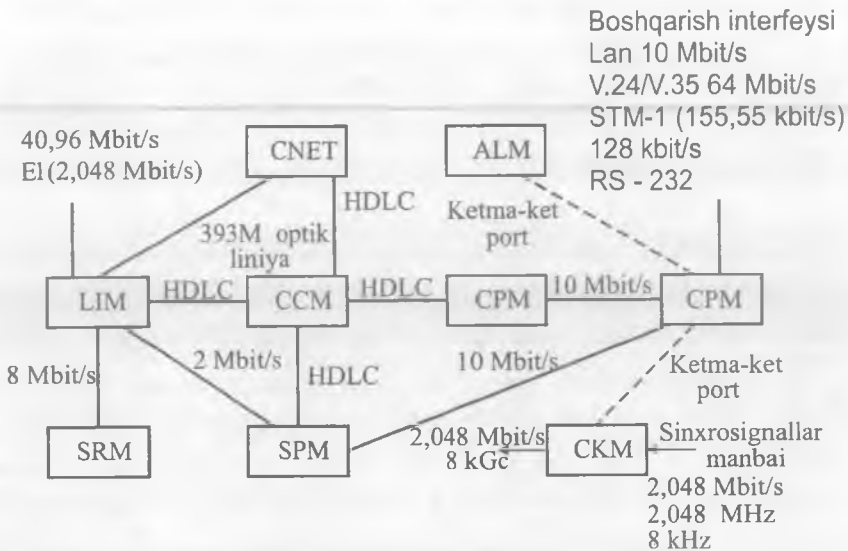 Boshqarish interfeysi
Lan 10 Mbit/s
V.24/V.35 64 Mbit/s
STM-1 (155,55 kbit/s)
128 kbit/s
RS - 232
40,96 Mbit/s
El(2,048 Mbit/s)
CNET
ALM
HDLC
Ketma-ket
port
393M optik
liniya
LIM
HDLC
CCM
HDLC
CPM
10 Mbit/s
CPM
8 Mbit/s
2 Mbit/s
HDLC
10 Mbit/s
Ketma-ket
port
SRM
SPM
2,048 Mbit/s
8 kGc
CKM
Sinxrosignallar
manbai
2,048 Mbit/s
2,048 MHz
8 kHz